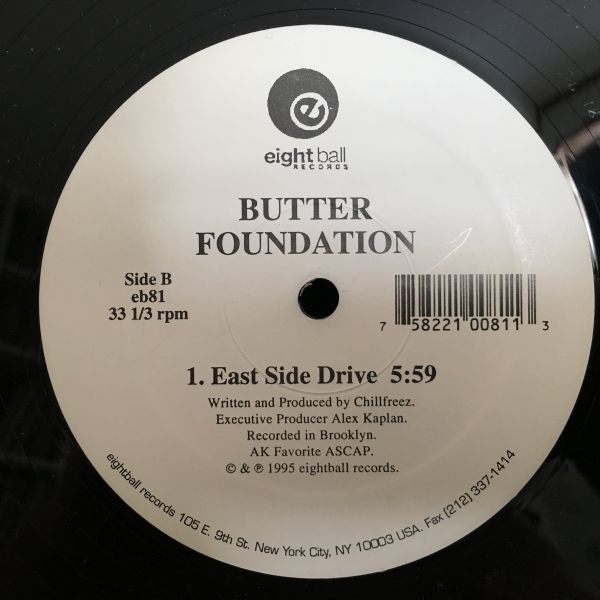 e
eightball
RECORDS
BUTTER
FOUNDATION
Side B
eb81
33 1/3 rpm
7 58221 00811 3
1. East Side Drive 5:59
Written and Produced by Chillfreez.
Executive Producer Alex Kaplan.
Recorded in Brooklyn.
AK Favorite ASCAP.
© & ℗ 1995 eightball records.
eightball records 105 E. 9th St. New York City, NY 10003 USA. Fax (212) 337-1414